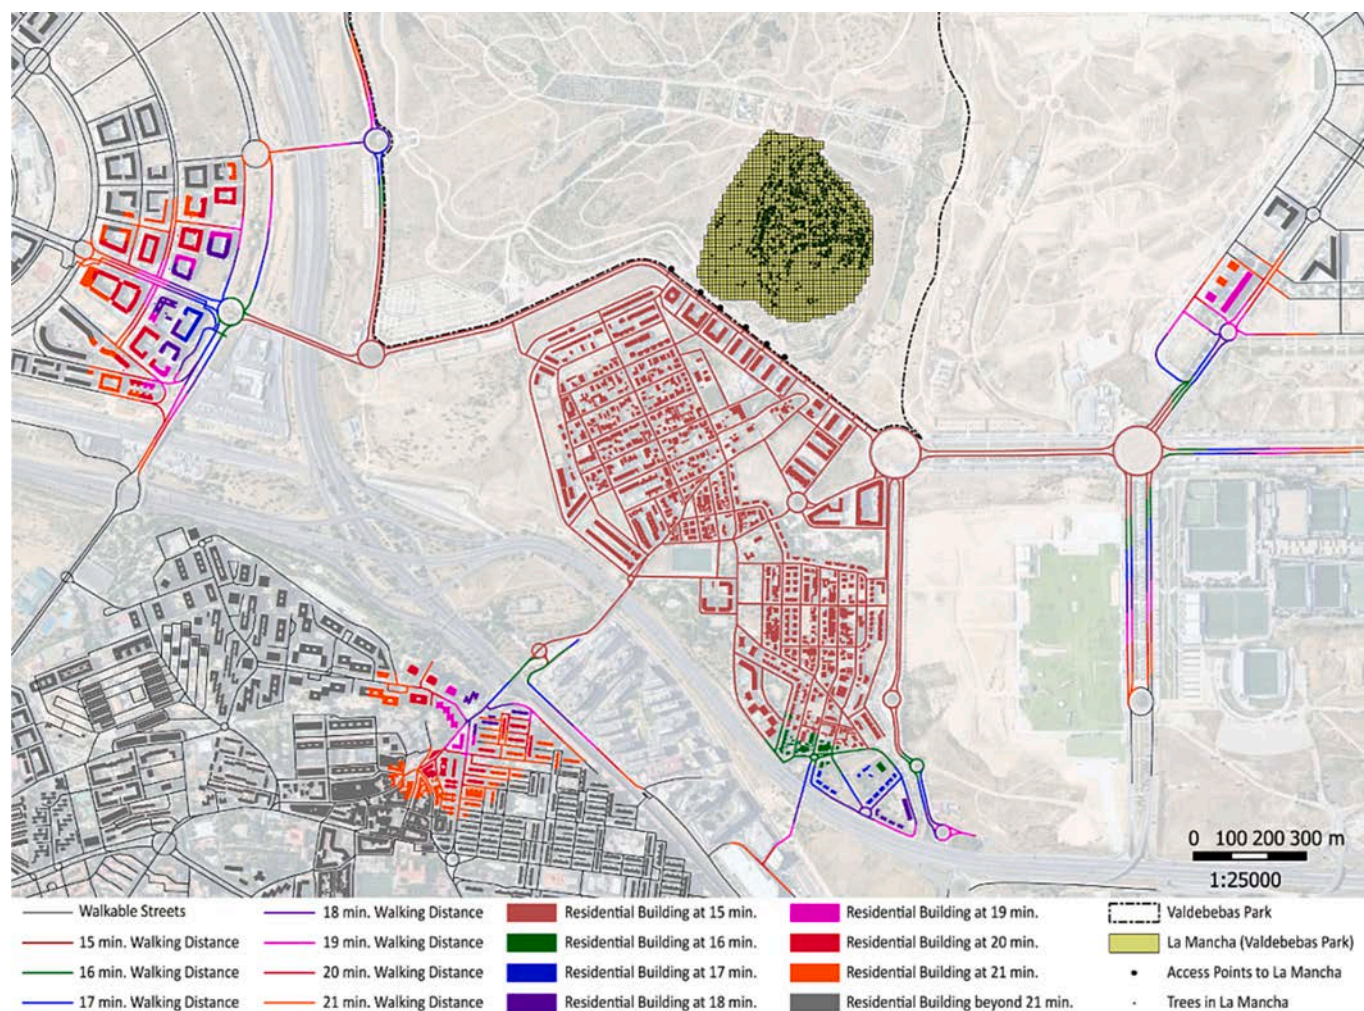 0 100 200 300 m
1:25000
Walkable Streets
15 min. Walking Distance
16 min. Walking Distance
17 min. Walking Distance
18 min. Walking Distance
19 min. Walking Distance
20 min. Walking Distance
21 min. Walking Distance
Residential Building at 15 min.
Residential Building at 16 min.
Residential Building at 17 min.
Residential Building at 18 min.
Residential Building at 19 min.
Residential Building at 20 min.
Residential Building at 21 min.
Residential Building beyond 21 min.
Valdebebas Park
La Mancha (Valdebebas Park)
Access Points to La Mancha
Trees in La Mancha